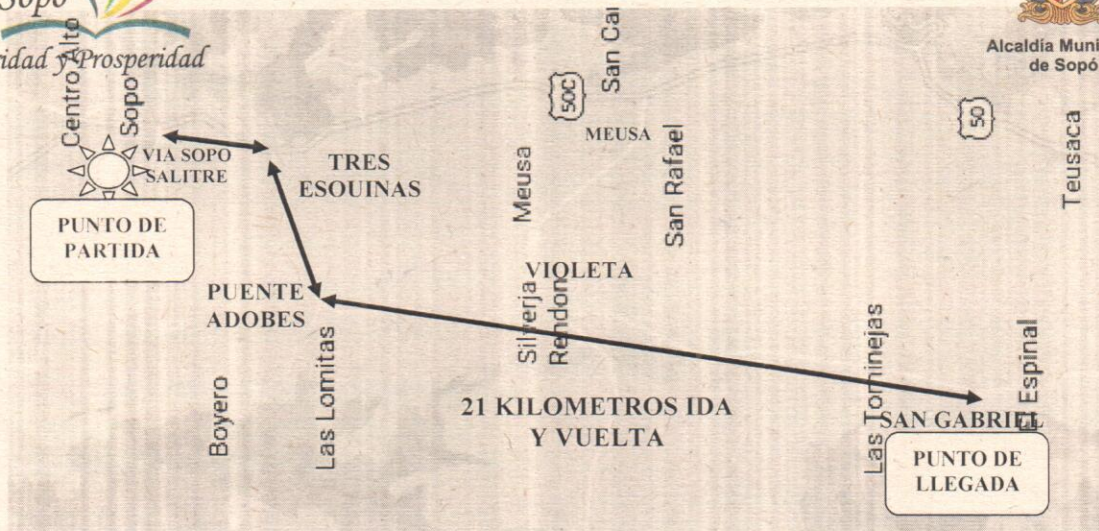 Sopo
ridad y Prosperidad
Alcaldía Muni
de Sopó
Centro Alto
Sopo
VIA SOPO
SALITRE
TRES
ESQUINAS
PUNTO DE
PARTIDA
PUENTE
ADOBES
Boyero
Las Lomitas
Meusa
50C
San Car
MEUSA
San Rafael
VIOLETA
Silverja
Rendon
21 KILOMETROS IDA
Y VUELTA
50
Teusaca
Las Tominejas
El Espinal
SAN GABRIEL
PUNTO DE
LLEGADA